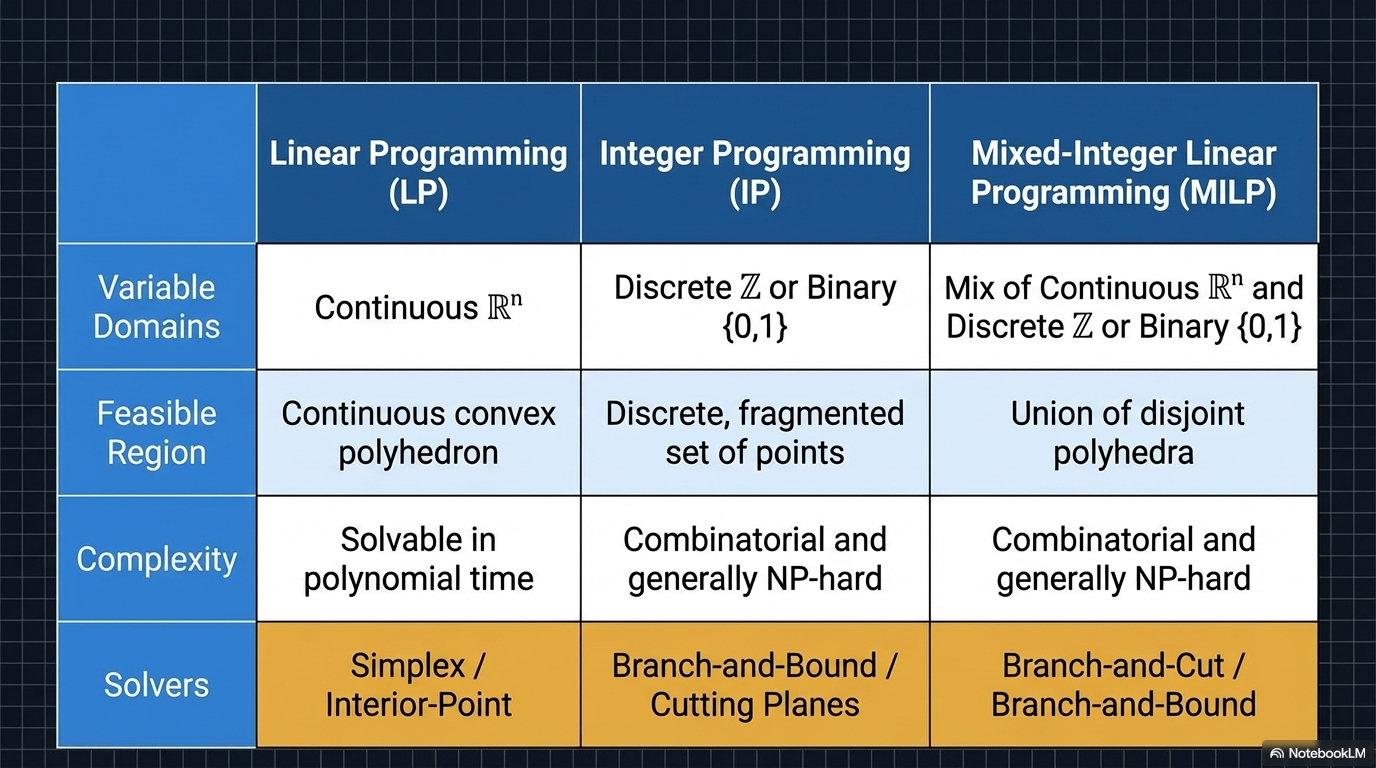 Linear Programming
(LP)
Integer Programming
(IP)
Mixed-Integer Linear
Programming (MILP)
Variable
Domains
Continuous ℝⁿ
Discrete ℤ or Binary
{0,1}
Mix of Continuous ℝⁿ and
Discrete ℤ or Binary {0,1}
Feasible
Region
Continuous convex
polyhedron
Discrete, fragmented
set of points
Union of disjoint
polyhedra
Complexity
Solvable in
polynomial time
Combinatorial and
generally NP-hard
Combinatorial and
generally NP-hard
Solvers
Simplex /
Interior-Point
Branch-and-Bound /
Cutting Planes
Branch-and-Cut /
Branch-and-Bound
NotebookLM